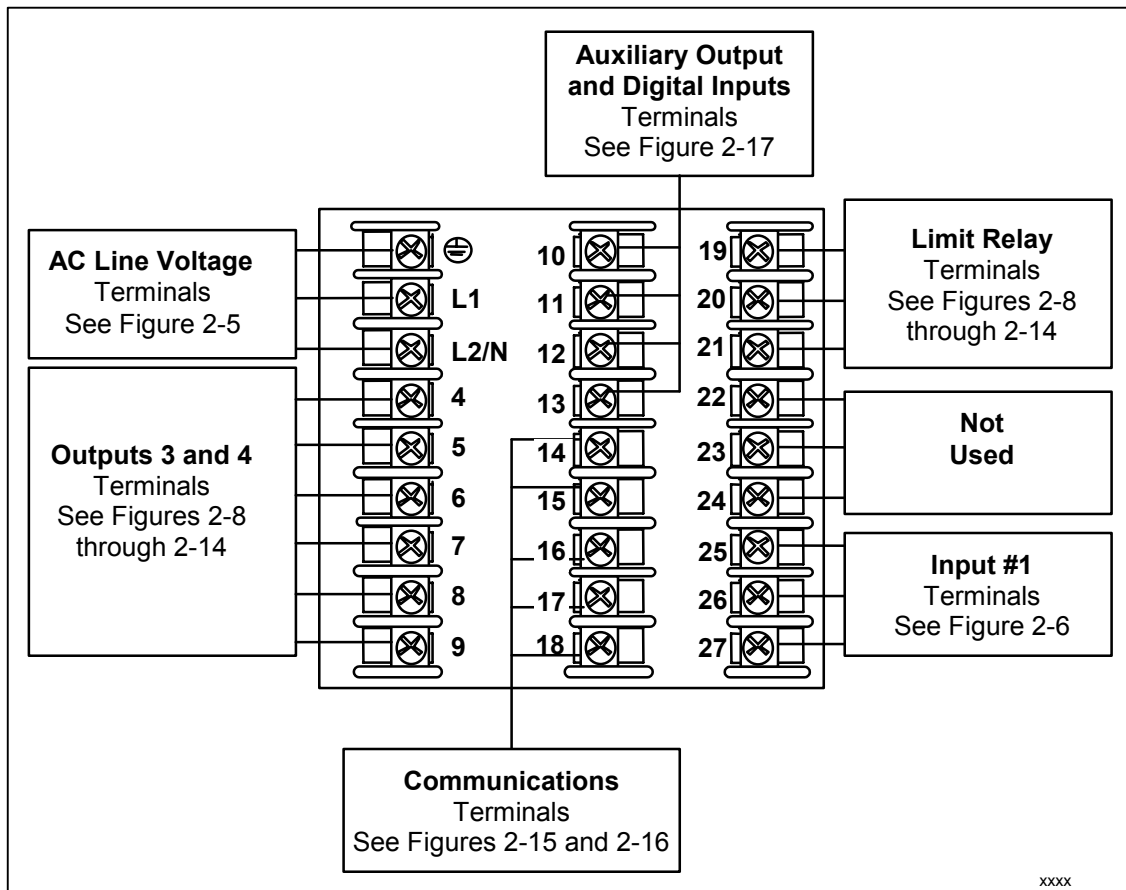 Auxiliary Output
and Digital Inputs
Terminals
See Figure 2-17
AC Line Voltage
Terminals
See Figure 2-5
Outputs 3 and 4
Terminals
See Figures 2-8
through 2-14
L1
L2/N
4
5
6
7
8
9
10
11
12
13
14
15
16
17
18
19
20
21
22
23
24
25
26
27
Limit Relay
Terminals
See Figures 2-8
through 2-14
Not
Used
Input #1
Terminals
See Figure 2-6
Communications
Terminals
See Figures 2-15 and 2-16
xxxx